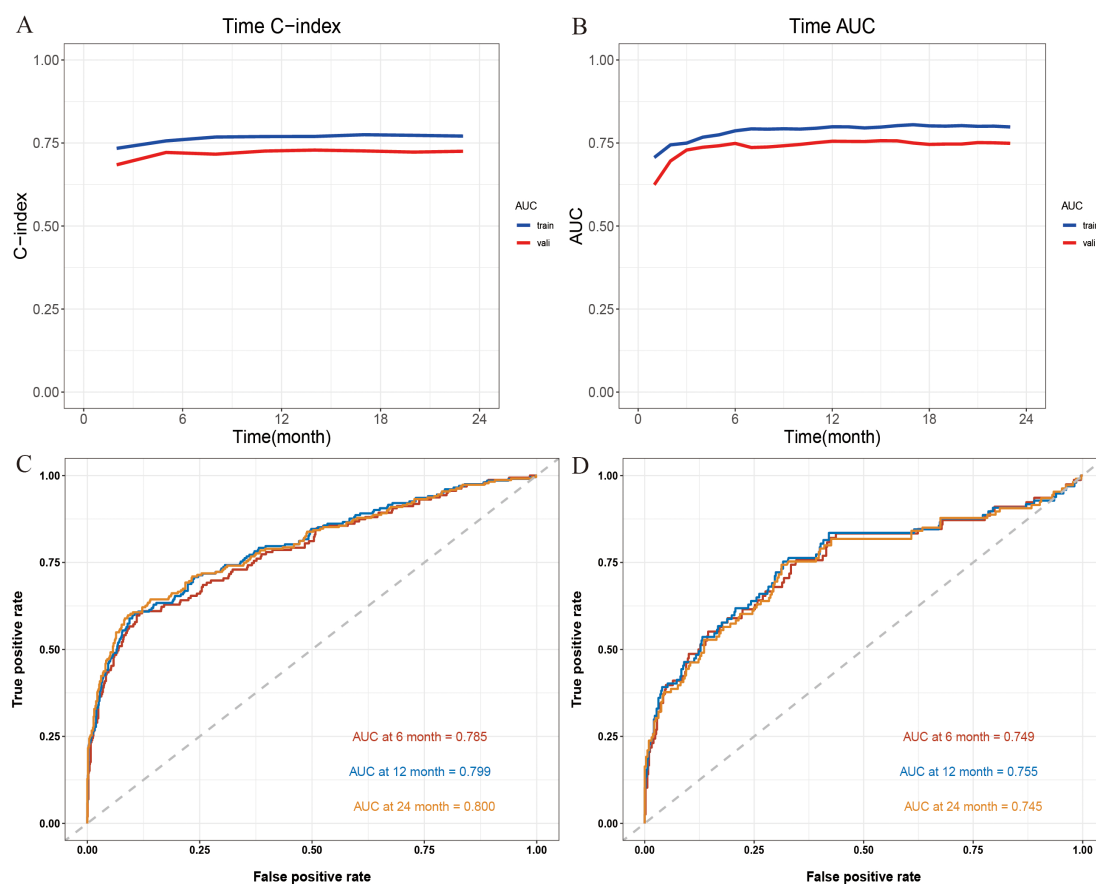 A
Time C−index
1.00
0.75
0.50
0.25
0.00
C−index
0 6 12 18 24
Time(month)
AUC
train
vali
B
Time AUC
1.00
0.75
0.50
0.25
0.00
AUC
0 6 12 18 24
Time(month)
AUC
train
vali
C
1.00
0.75
0.50
0.25
0.00
True positive rate
AUC at 6 month = 0.785
AUC at 12 month = 0.799
AUC at 24 month = 0.800
0.00 0.25 0.50 0.75 1.00
False positive rate
D
1.00
0.75
0.50
0.25
0.00
True positive rate
AUC at 6 month = 0.749
AUC at 12 month = 0.755
AUC at 24 month = 0.745
0.00 0.25 0.50 0.75 1.00
False positive rate